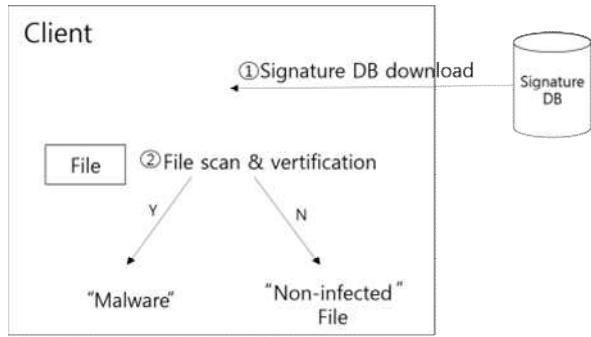 Client
①Signature DB download
Signature
DB
File
②File scan & vertification
Y
N
“Malware”
“Non-infected”
File